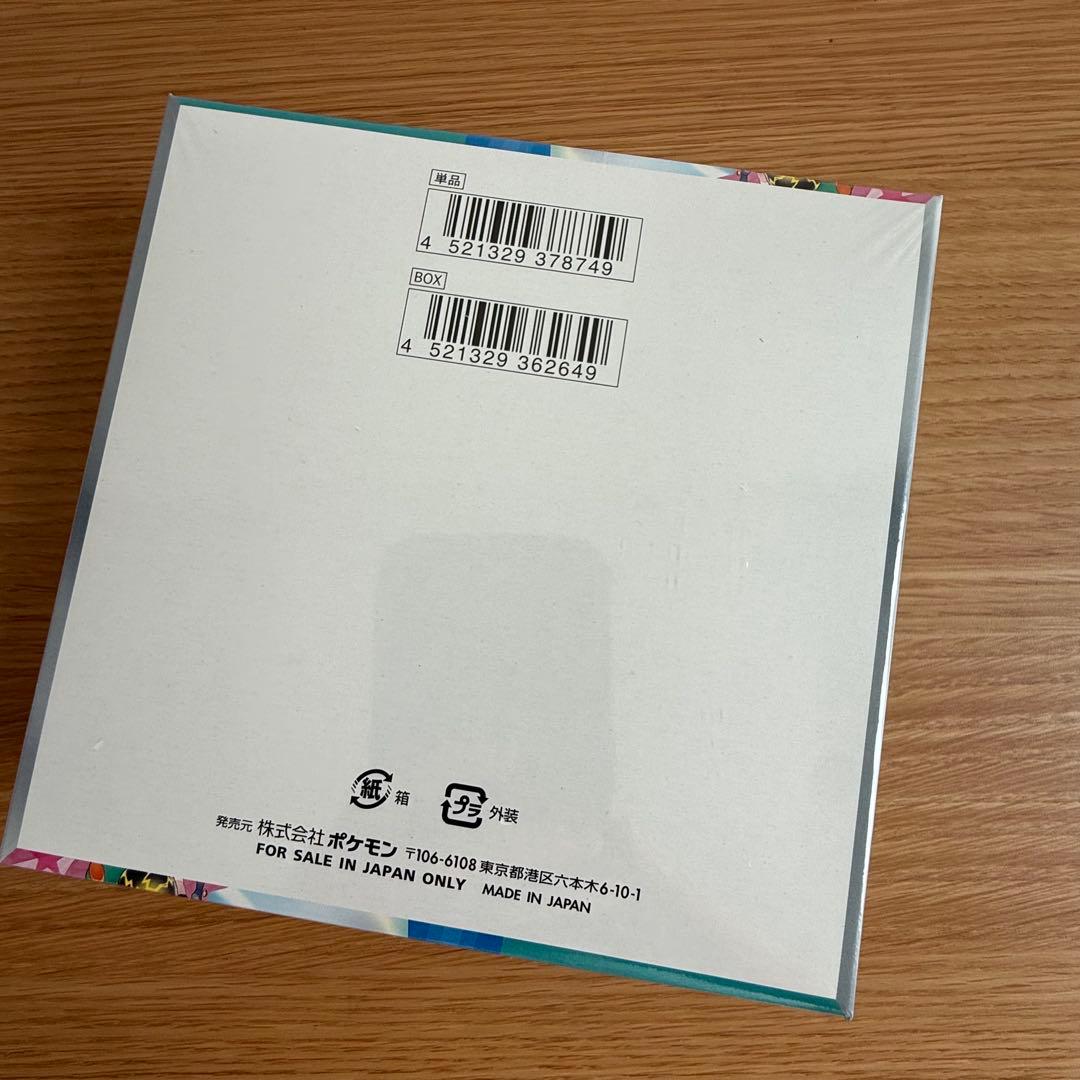 単品
4 521329 378749
BOX
4 521329 362649
紙 箱 プラ 外装
発売元 株式会社 ポケモン 〒106-6108 東京都港区六本木6-10-1
FOR SALE IN JAPAN ONLY MADE IN JAPAN